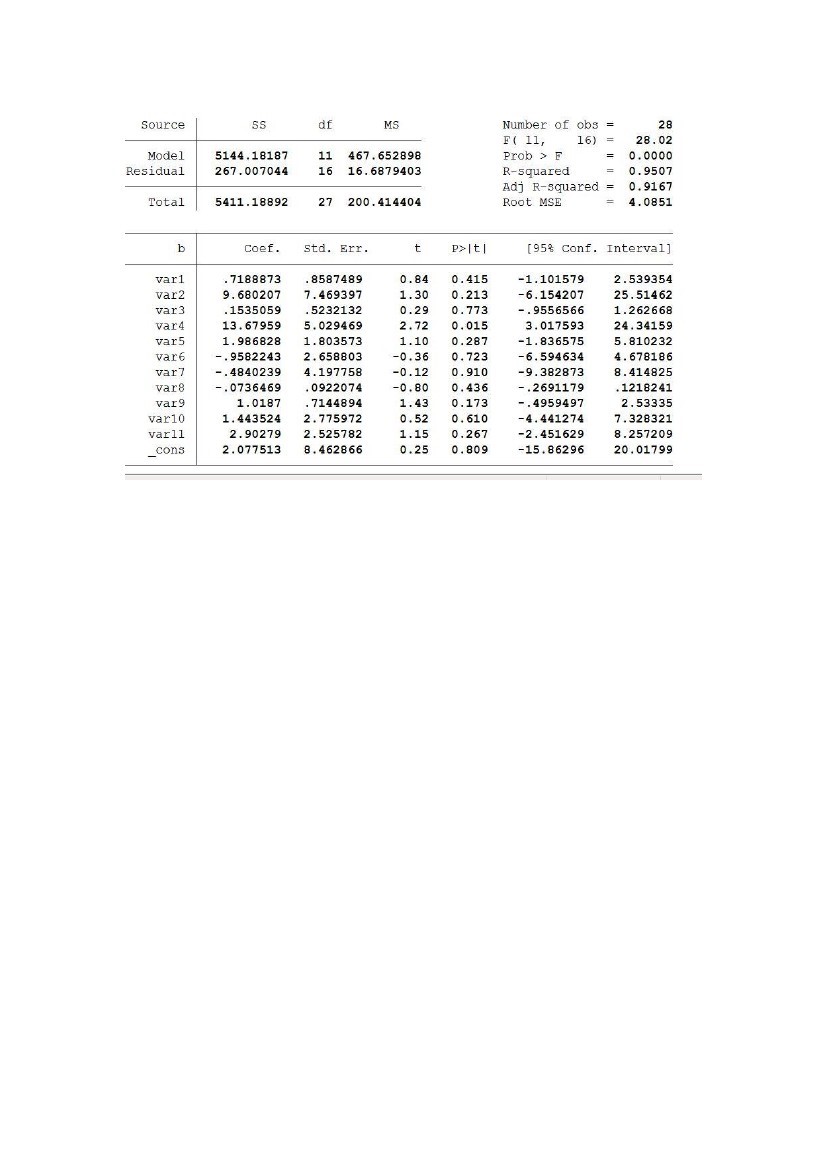 Source SS df MS Number of obs = 28
F( 11, 16) = 28.02
Model 5144.18187 11 467.652898 Prob > F = 0.0000
Residual 267.007044 16 16.6879403 R-squared = 0.9507
Adj R-squared = 0.9167
Total 5411.18892 27 200.414404 Root MSE = 4.0851
b Coef. Std. Err. t P>|t| [95% Conf. Interval]
var1 .7188873 .8587489 0.84 0.415 -1.101579 2.539354
var2 9.680207 7.469397 1.30 0.213 -6.154207 25.51462
var3 .1535059 .5232132 0.29 0.773 -.9556566 1.262668
var4 13.67959 5.029469 2.72 0.015 3.017593 24.34159
var5 1.986828 1.803573 1.10 0.287 -1.836575 5.810232
var6 -.9582243 2.658803 -0.36 0.723 -6.594634 4.678186
var7 -.4840239 4.197758 -0.12 0.910 -9.382873 8.414825
var8 -.0736469 .0922074 -0.80 0.436 -.2691179 .1218241
var9 1.0187 .7144894 1.43 0.173 -.4959497 2.53335
var10 1.443524 2.775972 0.52 0.610 -4.441274 7.328321
var11 2.90279 2.525782 1.15 0.267 -2.451629 8.257209
_cons 2.077513 8.462866 0.25 0.809 -15.86296 20.01799